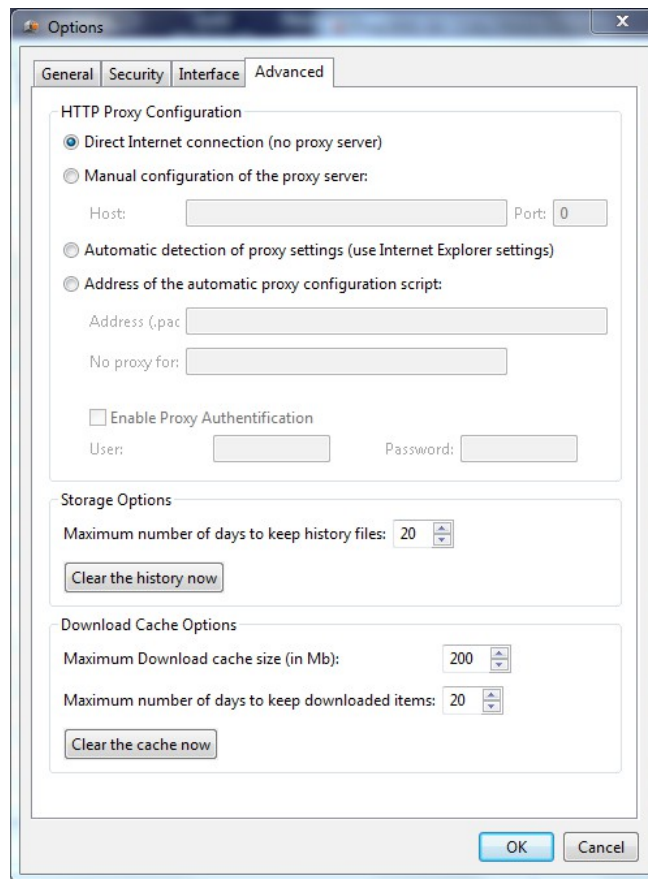 Options
General Security Interface Advanced
HTTP Proxy Configuration
Direct Internet connection (no proxy server)
Manual configuration of the proxy server:
Host: Port: 0
Automatic detection of proxy settings (use Internet Explorer settings)
Address of the automatic proxy configuration script:
Address (.pac
No proxy for:
Enable Proxy Authentification
User: Password:
Storage Options
Maximum number of days to keep history files: 20
Clear the history now
Download Cache Options
Maximum Download cache size (in Mb): 200
Maximum number of days to keep downloaded items: 20
Clear the cache now
OK Cancel